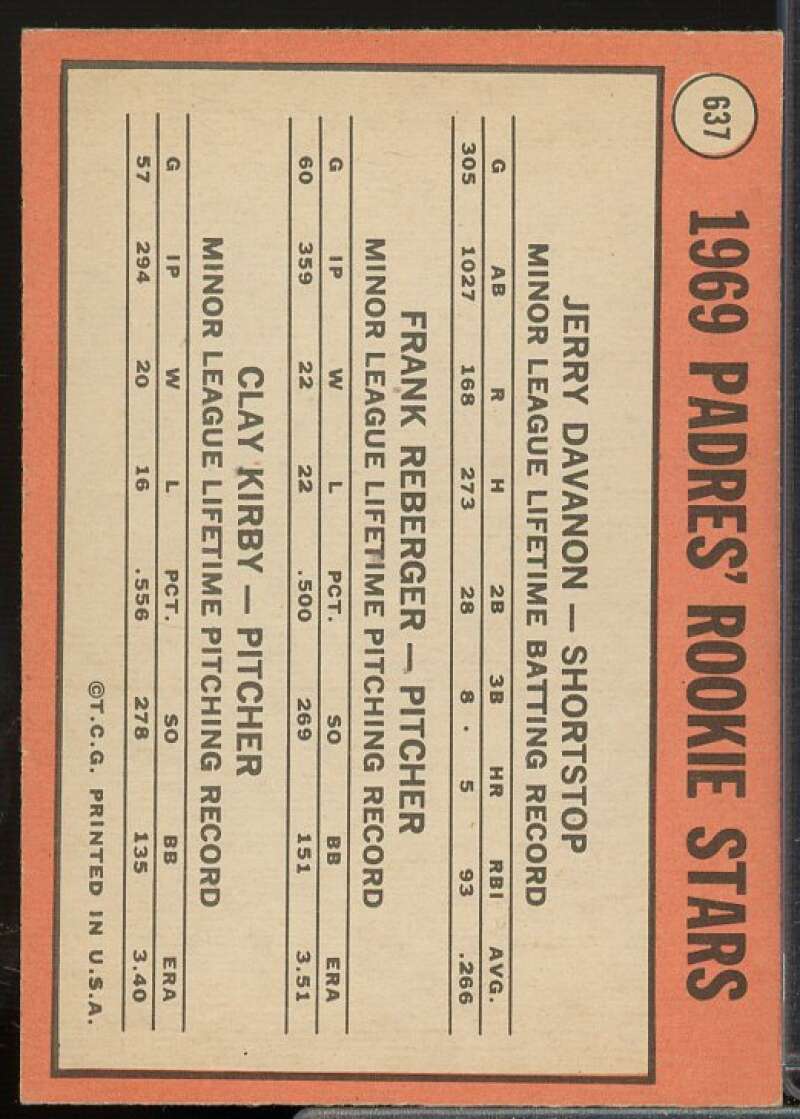 637
1969 PADRES' ROOKIE STARS
JERRY DAVANON — SHORTSTOP
MINOR LEAGUE LIFETIME BATTING RECORD
G AB R H 2B 3B HR RBI AVG.
305 1027 168 273 28 8 5 93 .266
FRANK REBERGER — PITCHER
MINOR LEAGUE LIFETIME PITCHING RECORD
G IP W L PCT. SO BB ERA
60 359 22 22 .500 269 151 3.51
CLAY KIRBY — PITCHER
MINOR LEAGUE LIFETIME PITCHING RECORD
G IP W L PCT. SO BB ERA
57 294 20 16 .556 278 135 3.40
©T.C.G. PRINTED IN U.S.A.